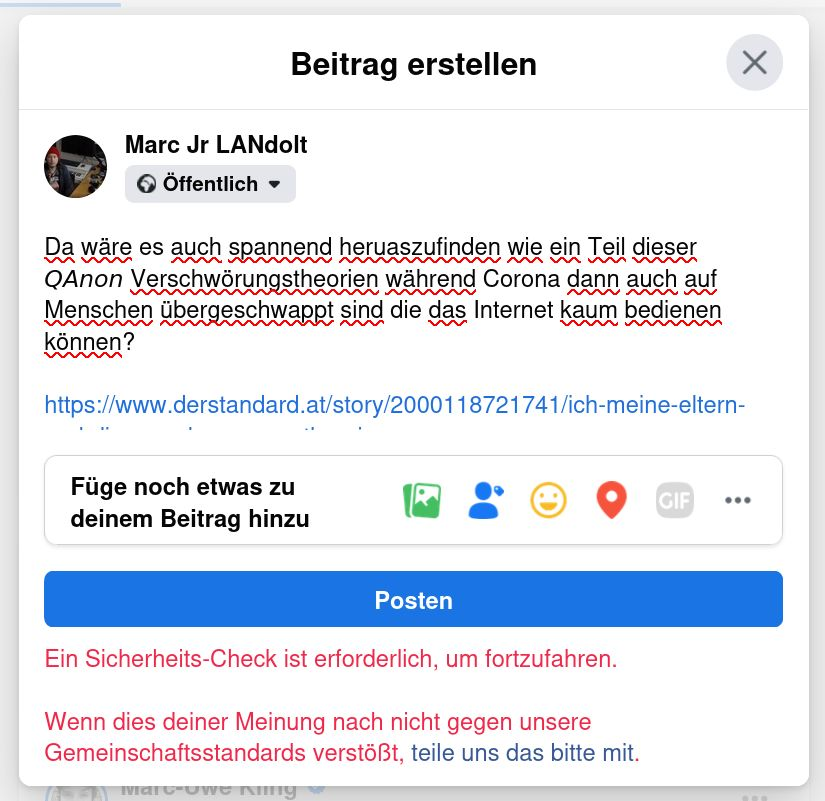 Beitrag erstellen
Marc Jr LANdolt
Öffentlich
Da wäre es auch spannend heruaszufinden wie ein Teil dieser
QAnon Verschwörungstheorien während Corona dann auch auf
Menschen übergeschwappt sind die das Internet kaum bedienen
können?
https://www.derstandard.at/story/2000118721741/ich-meine-eltern-
Füge noch etwas zu
deinem Beitrag hinzu
GIF
Posten
Ein Sicherheits-Check ist erforderlich, um fortzufahren.
Wenn dies deiner Meinung nach nicht gegen unsere
Gemeinschaftsstandards verstößt, teile uns das bitte mit.
Marc-Uwe Kling